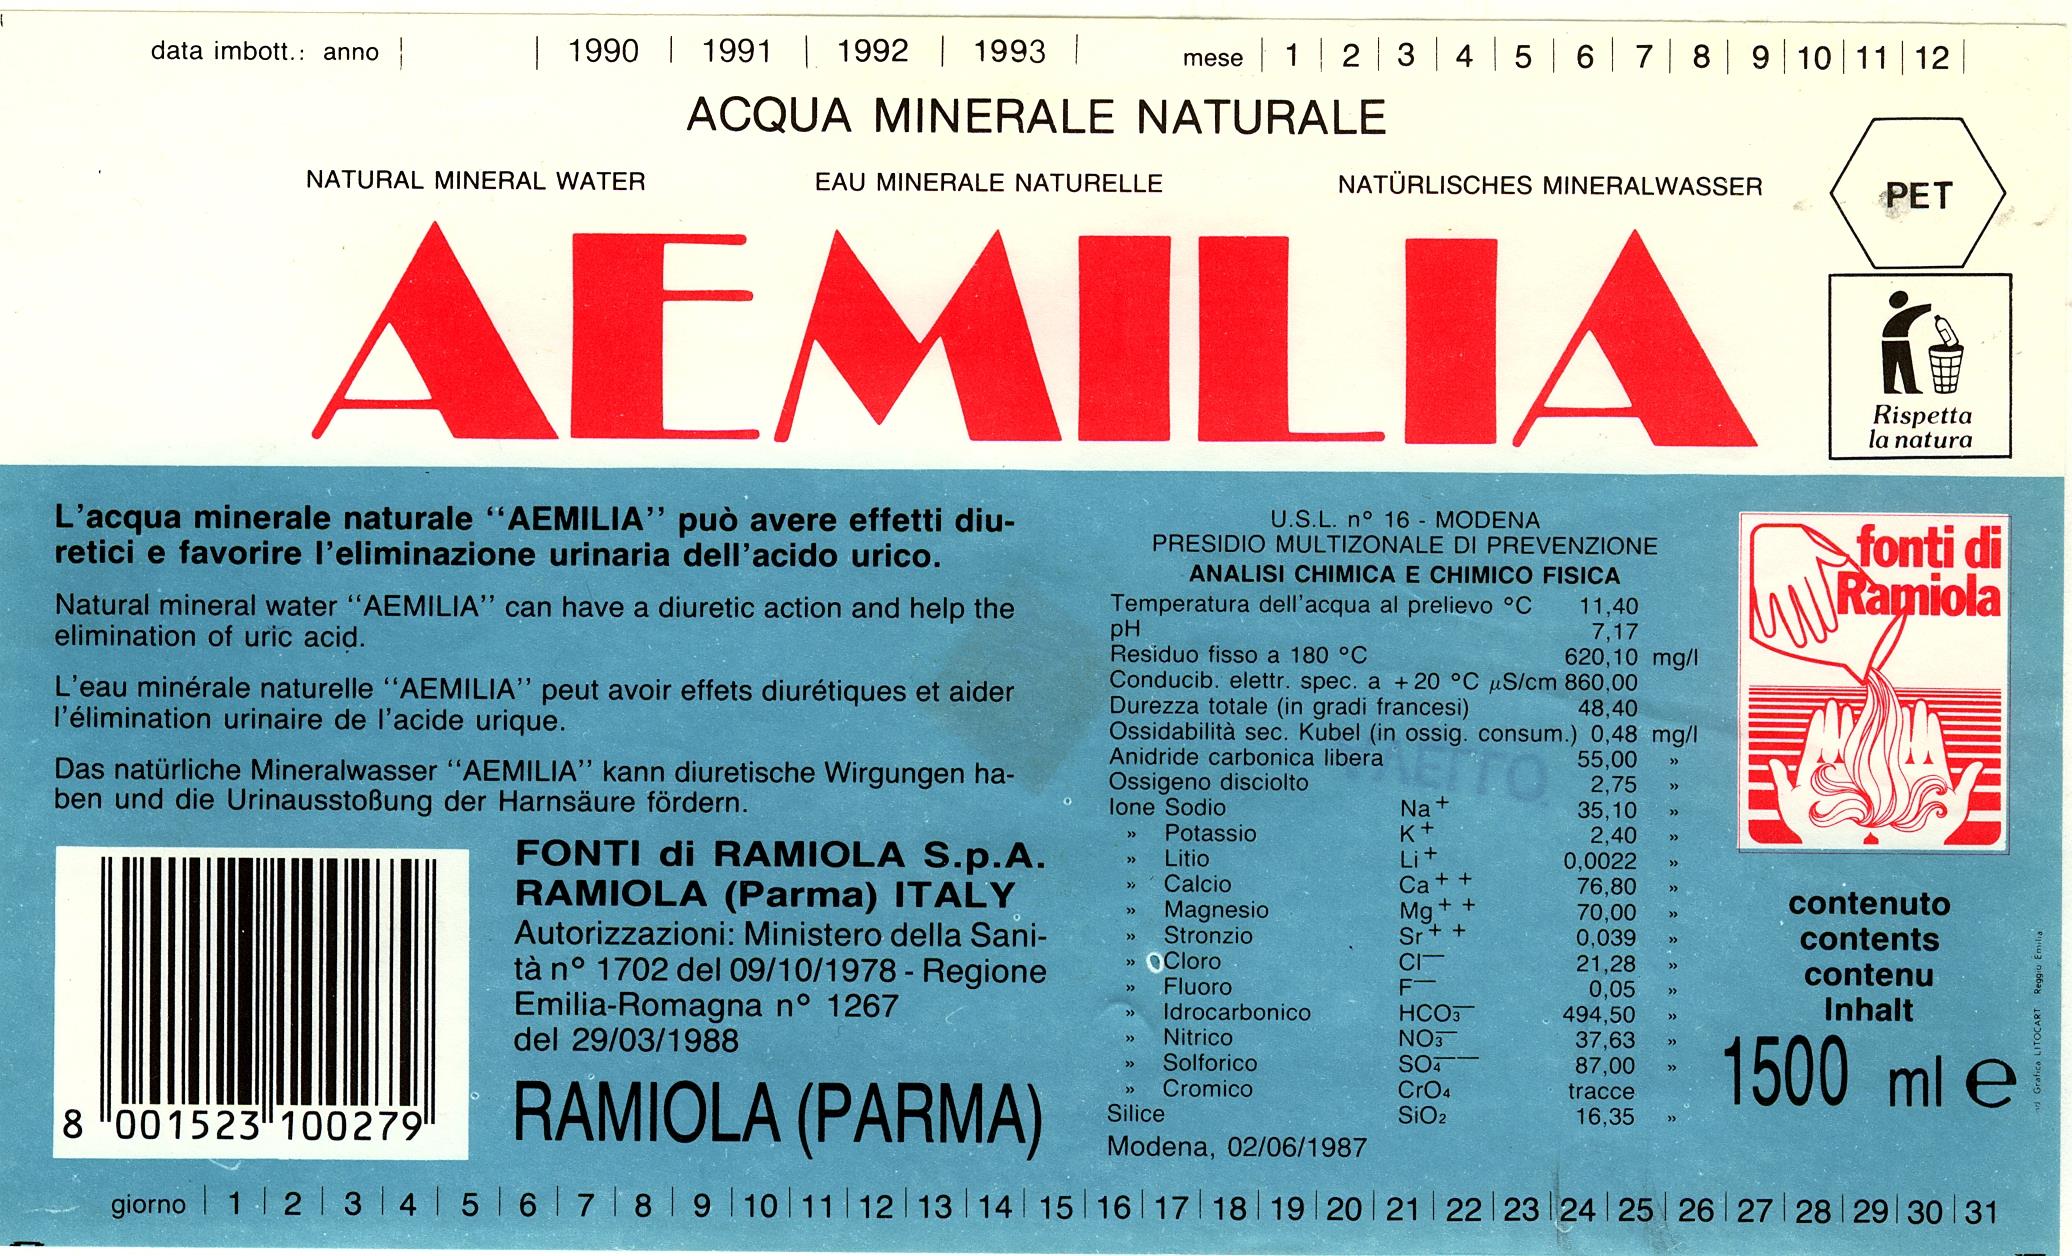 data imbott.: anno | | 1990 | 1991 | 1992 | 1993 | mese | 1 | 2 | 3 | 4 | 5 | 6 | 7 | 8 | 9 | 10 | 11 | 12 |
ACQUA MINERALE NATURALE
NATURAL MINERAL WATER EAU MINERALE NATURELLE NATÜRLISCHES MINERALWASSER
PET
AEMILIA
Rispetta
la natura
L'acqua minerale naturale "AEMILIA" può avere effetti diu-
retici e favorire l'eliminazione urinaria dell'acido urico.
Natural mineral water "AEMILIA" can have a diuretic action and help the
elimination of uric acid.
L'eau minérale naturelle "AEMILIA" peut avoir effets diurétiques et aider
l'élimination urinaire de l'acide urique.
Das natürliche Mineralwasser "AEMILIA" kann diuretische Wirgungen ha-
ben und die Urinausstoßung der Harnsäure fördern.
8 001523 100279
FONTI di RAMIOLA S.p.A.
RAMIOLA (Parma) ITALY
Autorizzazioni: Ministero della Sani-
tà n° 1702 del 09/10/1978 - Regione
Emilia-Romagna n° 1267
del 29/03/1988
RAMIOLA (PARMA)
U.S.L. n° 16 - MODENA
PRESIDIO MULTIZONALE DI PREVENZIONE
ANALISI CHIMICA E CHIMICO FISICA
Temperatura dell'acqua al prelievo °C 11,40
pH 7,17
Residuo fisso a 180 °C 620,10 mg/l
Conducib. elettr. spec. a +20 °C µS/cm 860,00
Durezza totale (in gradi francesi) 48,40
Ossidabilità sec. Kubel (in ossig. consum.) 0,48 mg/l
Anidride carbonica libera 55,00 »
Ossigeno disciolto 2,75 »
Ione Sodio Na+ 35,10 »
» Potassio K+ 2,40 »
» Litio Li+ 0,0022 »
» Calcio Ca++ 76,80 »
» Magnesio Mg++ 70,00 »
» Stronzio Sr++ 0,039 »
» Cloro Cl— 21,28 »
» Fluoro F— 0,05 »
» Idrocarbonico HCO3— 494,50 »
» Nitrico NO3— 37,63 »
» Solforico SO4—— 87,00 »
» Cromico CrO4 tracce
Silice SiO2 16,35 »
Modena, 02/06/1987
fonti di
Ramiola
contenuto
contents
contenu
Inhalt
1500 ml e
Grafica LITOCART Reggio Emilia
giorno | 1 | 2 | 3 | 4 | 5 | 6 | 7 | 8 | 9 | 10 | 11 | 12 | 13 | 14 | 15 | 16 | 17 | 18 | 19 | 20 | 21 | 22 | 23 | 24 | 25 | 26 | 27 | 28 | 29 | 30 | 31